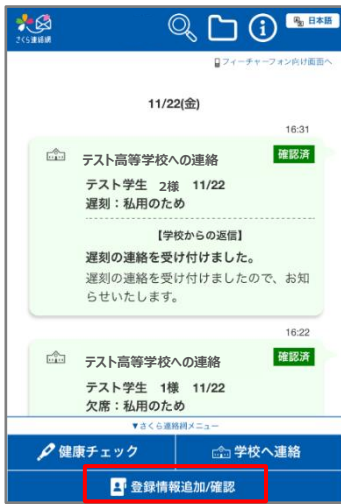 さくら連絡網
日本語
フィーチャーフォン向け画面へ
11/22(金)
16:31
テスト高等学校への連絡
確認済
テスト学生 2様 11/22
遅刻：私用のため
【学校からの返信】
遅刻の連絡を受け付けました。
遅刻の連絡を受け付けましたので、お知
らせいたします。
16:22
テスト高等学校への連絡
確認済
テスト学生 1様 11/22
欠席：私用のため
▼さくら連絡網メニュー
健康チェック
学校へ連絡
登録情報追加/確認